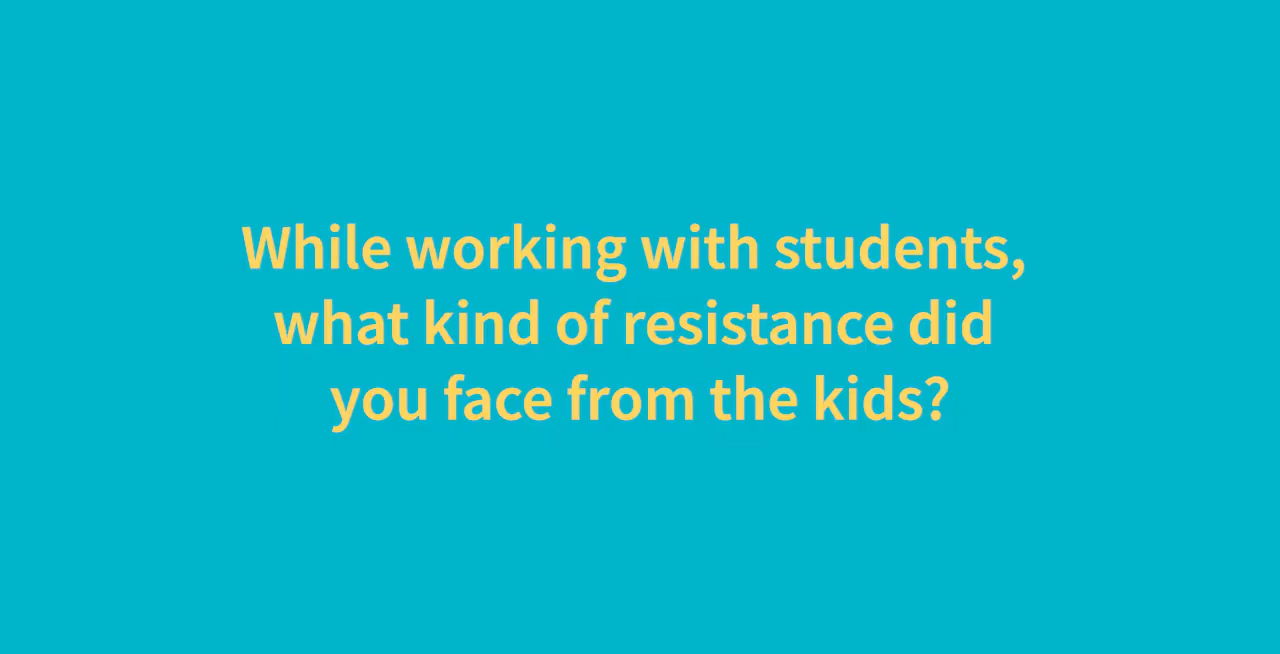 While working with students,
what kind of resistance did
you face from the kids?